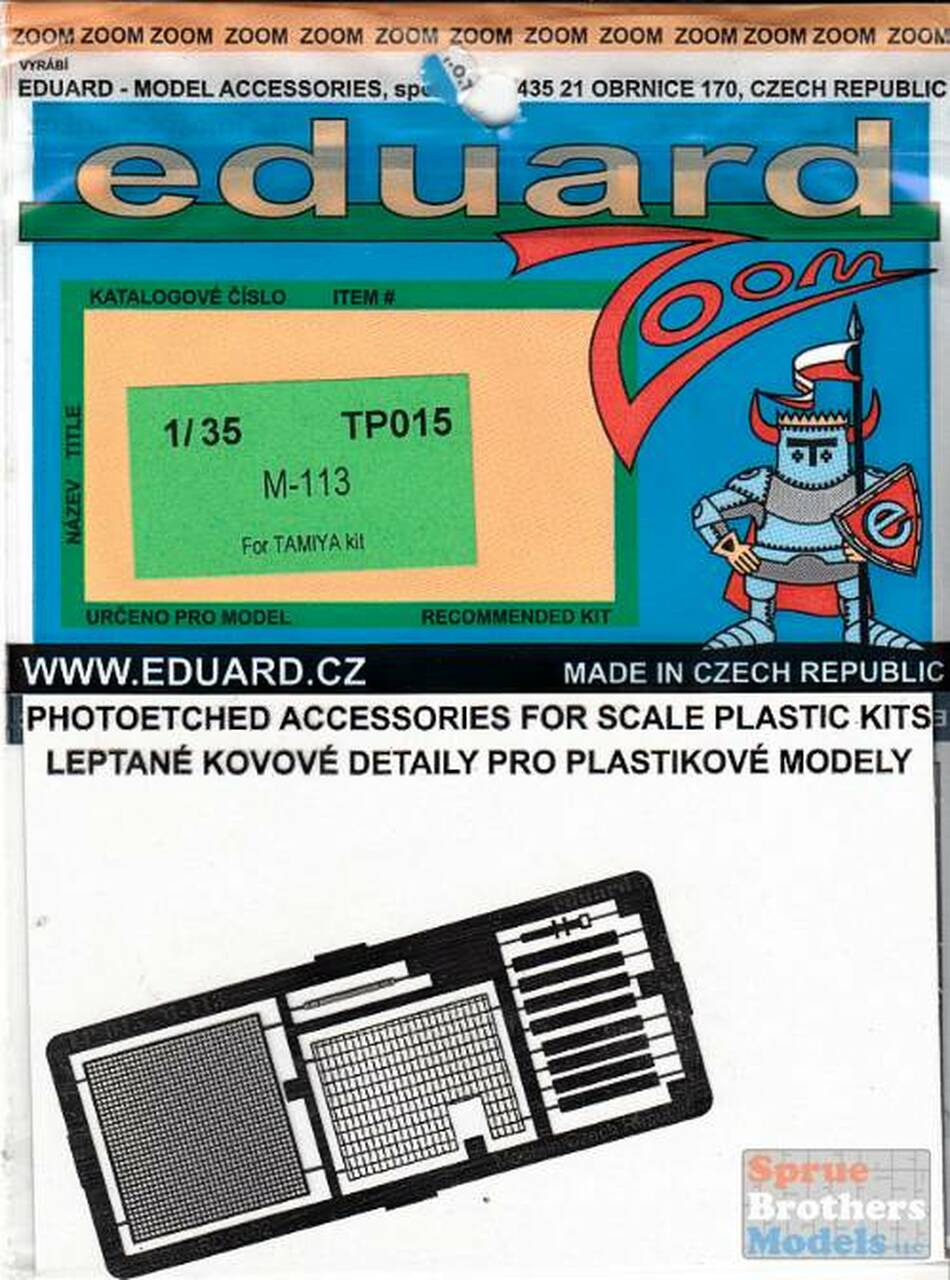 ZOOM ZOOM ZOOM ZOOM ZOOM ZOOM ZOOM ZOOM ZOOM ZOOM ZOOM ZOOM ZOOM
VYRÁBÍ
EDUARD - MODEL ACCESSORIES, 435 21 OBRNICE 170, CZECH REPUBLIC
eduard
Zoom
KATALOGOVÉ ČÍSLO ITEM #
NÁZEV TITLE
1/35 TP015
M-113
For TAMIYA kit
e
URČENO PRO MODEL RECOMMENDED KIT
WWW.EDUARD.CZ MADE IN CZECH REPUBLIC
PHOTOETCHED ACCESSORIES FOR SCALE PLASTIC KITS
LEPTANÉ KOVOVÉ DETAILY PRO PLASTIKOVÉ MODELY
eduard
Sprue
Brothers
Models LLC